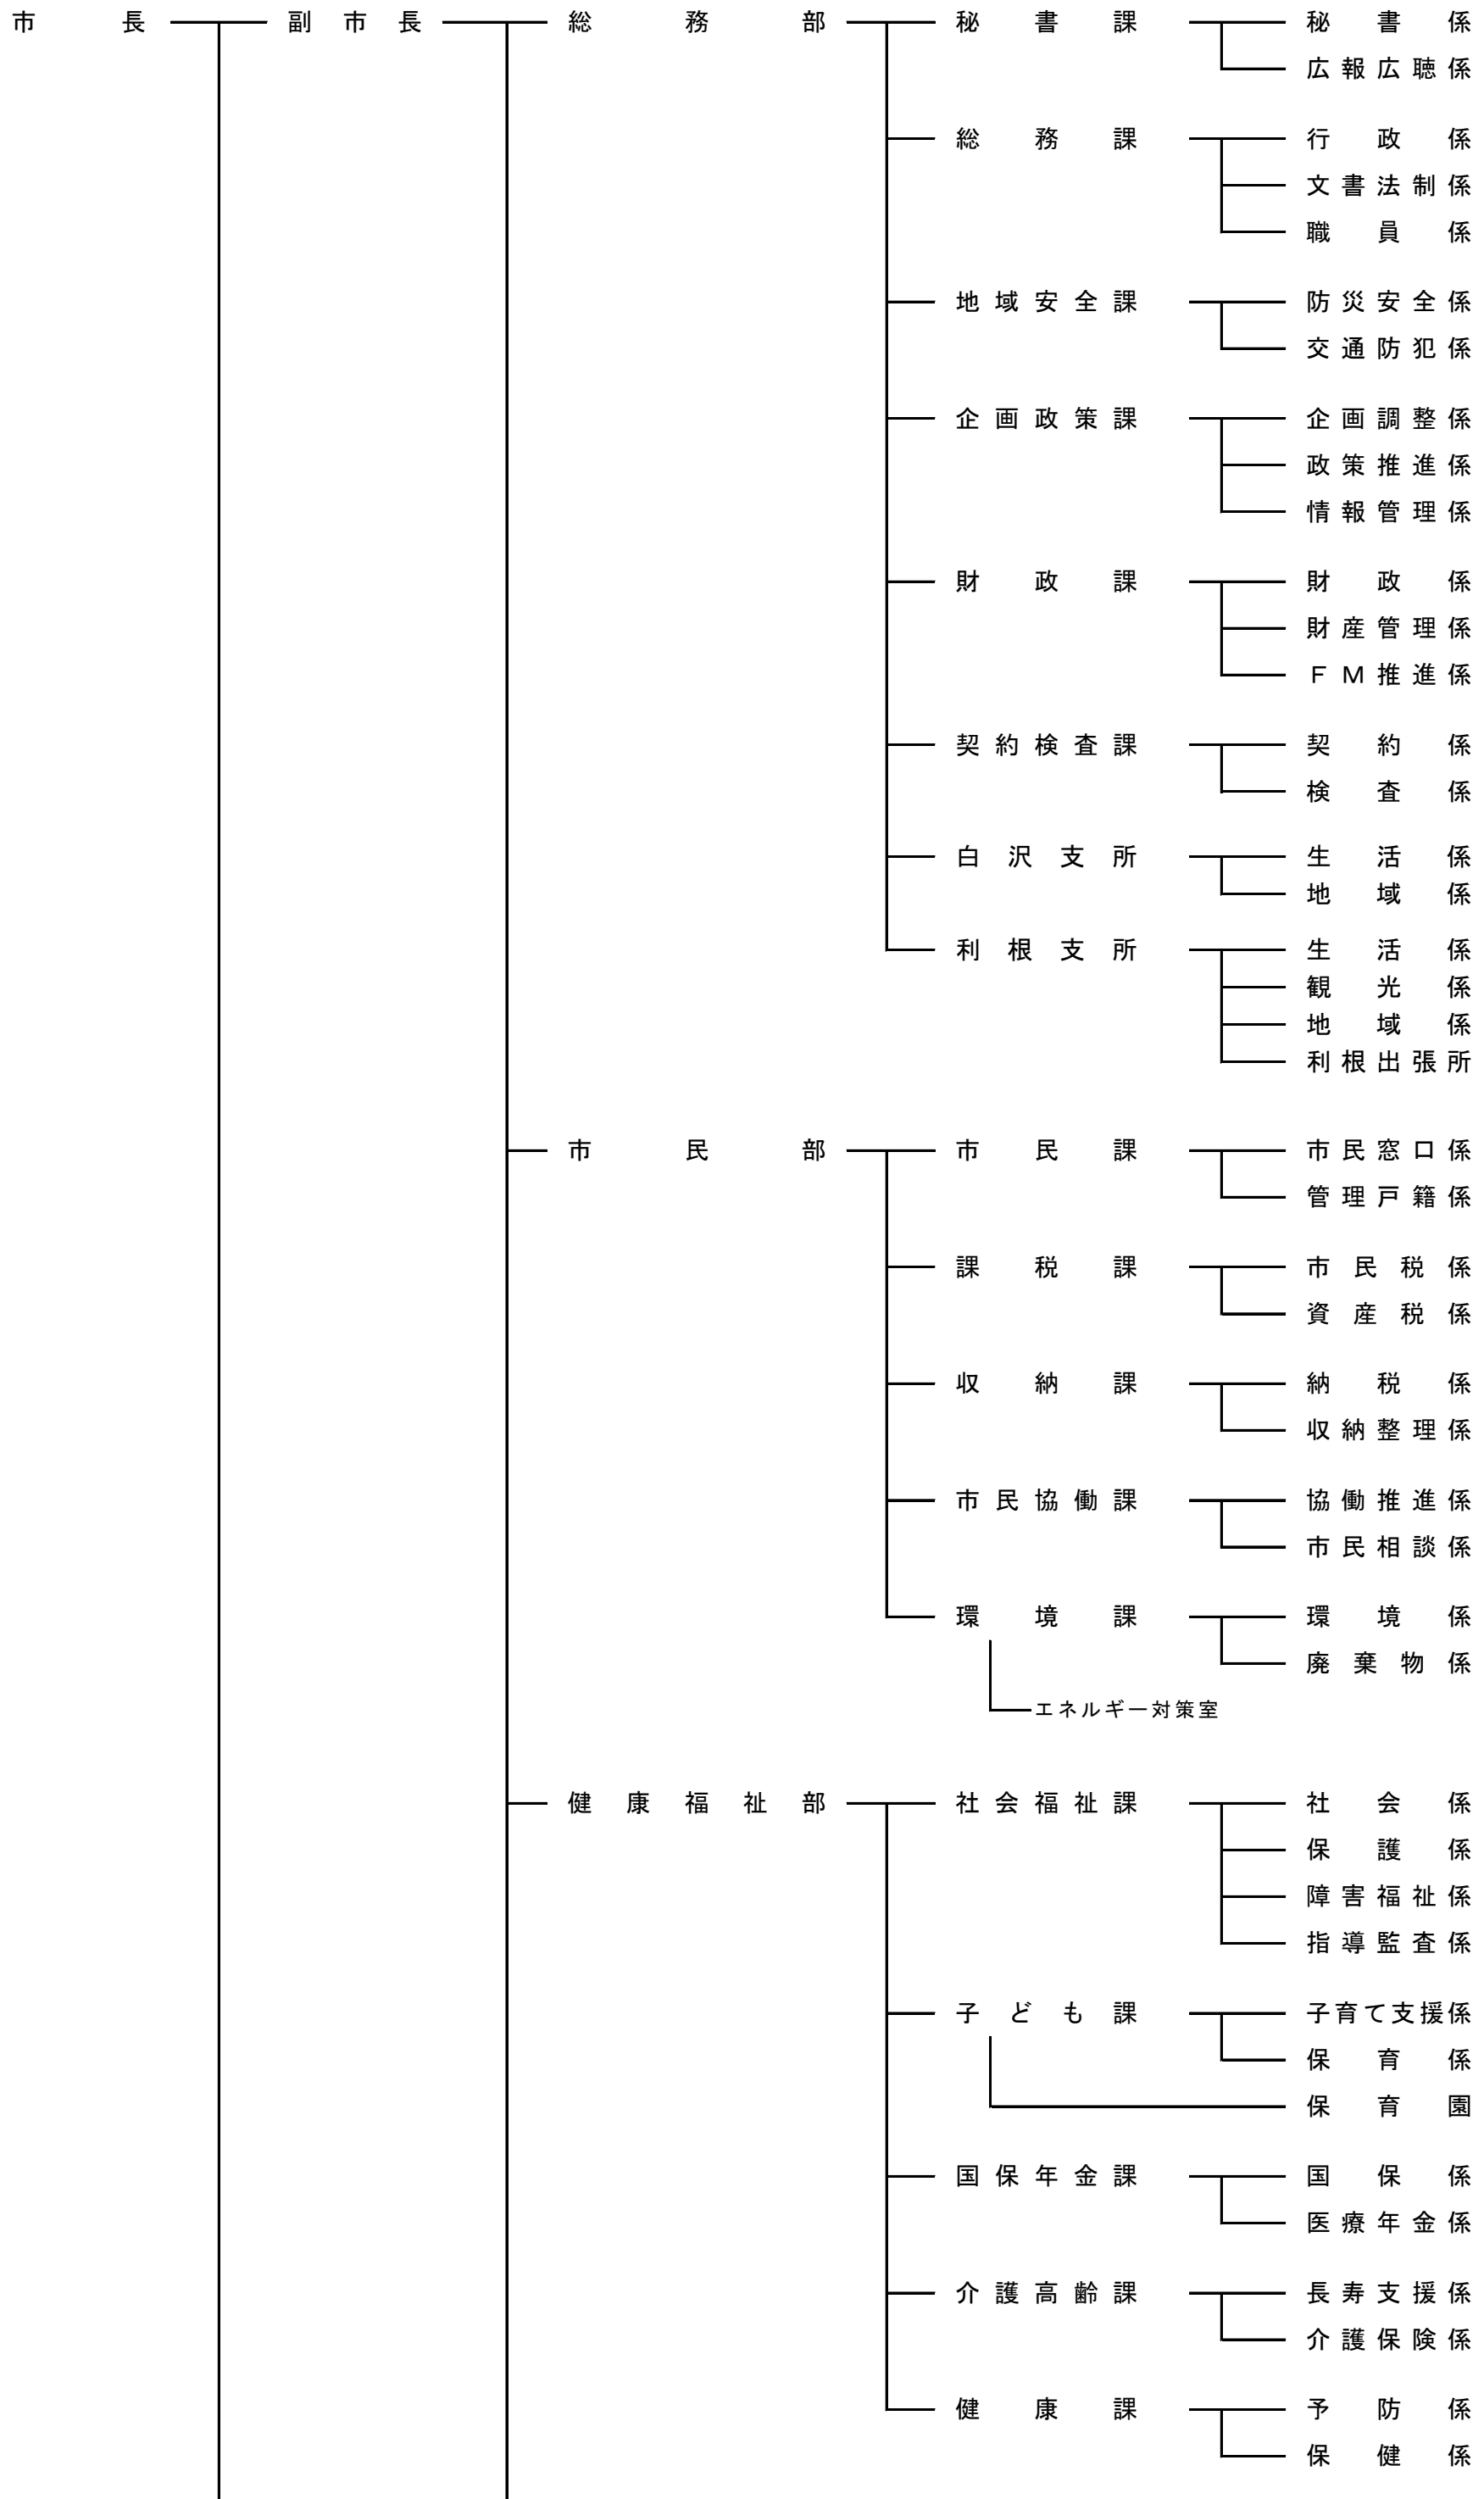 市長 副市長 総務部 秘書課 秘書係
広報広聴係
総務課 行政係
文書法制係
職員係
地域安全課 防災安全係
交通防犯係
企画政策課 企画調整係
政策推進係
情報管理係
財政課 財政係
財産管理係
ＦＭ推進係
契約検査課 契約係
検査係
白沢支所 生活係
地域係
利根支所 生活係
観光係
地域係
利根出張所
市民部 市民課 市民窓口係
管理戸籍係
課税課 市民税係
資産税係
収納課 納税係
収納整理係
市民協働課 協働推進係
市民相談係
環境課 環境係
廃棄物係
エネルギー対策室
健康福祉部 社会福祉課 社会係
保護係
障害福祉係
指導監査係
子ども課 子育て支援係
保育係
保育園
国保年金課 国保係
医療年金係
介護高齢課 長寿支援係
介護保険係
健康課 予防係
保健係